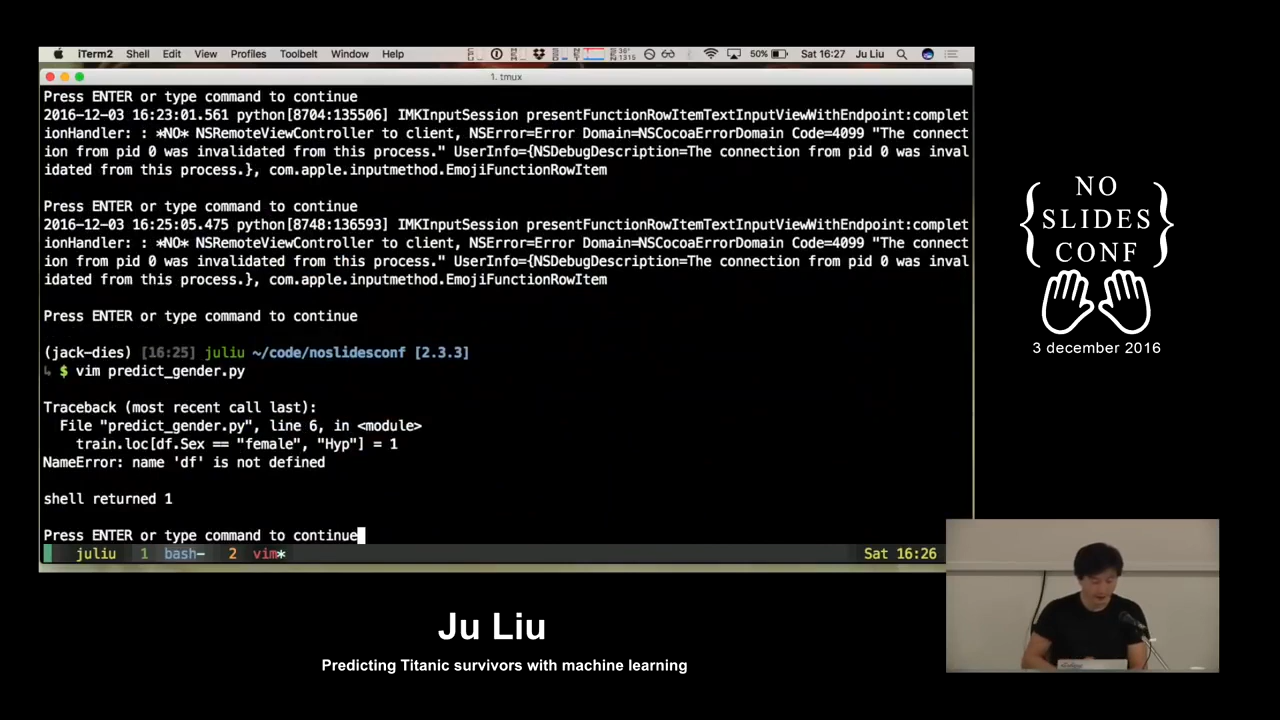 iTerm2 Shell Edit View Profiles Toolbelt Window Help 50% Sat 16:27 Ju Liu
1. tmux
Press ENTER or type command to continue
2016-12-03 16:23:01.561 python[8704:135506] IMKInputSession presentFunctionRowItemTextInputViewWithEndpoint:complet
ionHandler: : *NO* NSRemoteViewController to client, NSError=Error Domain=NSCocoaErrorDomain Code=4099 "The connect
ion from pid 0 was invalidated from this process." UserInfo={NSDebugDescription=The connection from pid 0 was inval
idated from this process.}, com.apple.inputmethod.EmojiFunctionRowItem
Press ENTER or type command to continue
2016-12-03 16:25:05.475 python[8748:136593] IMKInputSession presentFunctionRowItemTextInputViewWithEndpoint:complet
ionHandler: : *NO* NSRemoteViewController to client, NSError=Error Domain=NSCocoaErrorDomain Code=4099 "The connect
ion from pid 0 was invalidated from this process." UserInfo={NSDebugDescription=The connection from pid 0 was inval
idated from this process.}, com.apple.inputmethod.EmojiFunctionRowItem
Press ENTER or type command to continue
(jack-dies) [16:25] juliu ~/code/noslidesconf [2.3.3]
↳ $ vim predict_gender.py
Traceback (most recent call last):
File "predict_gender.py", line 6, in <module>
train.loc[df.Sex == "female", "Hyp"] = 1
NameError: name 'df' is not defined
shell returned 1
Press ENTER or type command to continue
juliu 1 bash- 2 vim* Sat 16:26
NO
SLIDES
CONF
3 december 2016
Ju Liu
Predicting Titanic survivors with machine learning